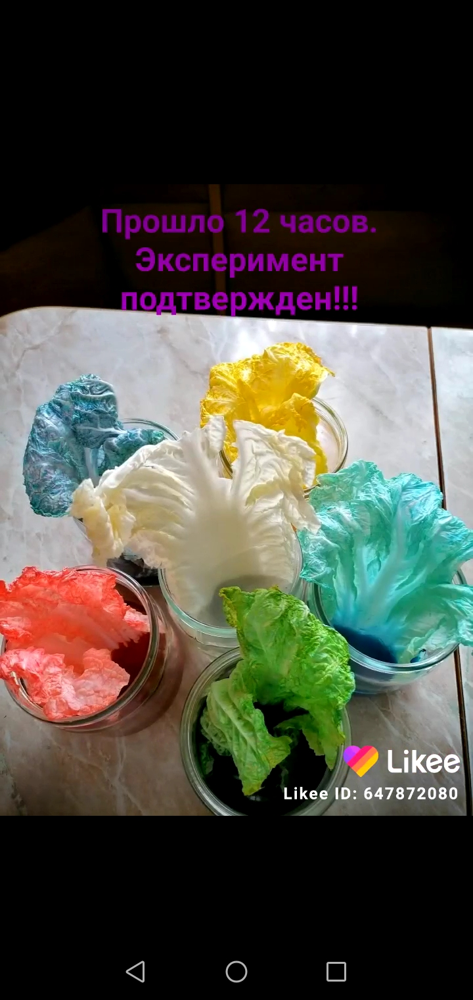 Прошло 12 часов.
Эксперимент
подтвержден!!!
Likee
Likee ID: 647872080